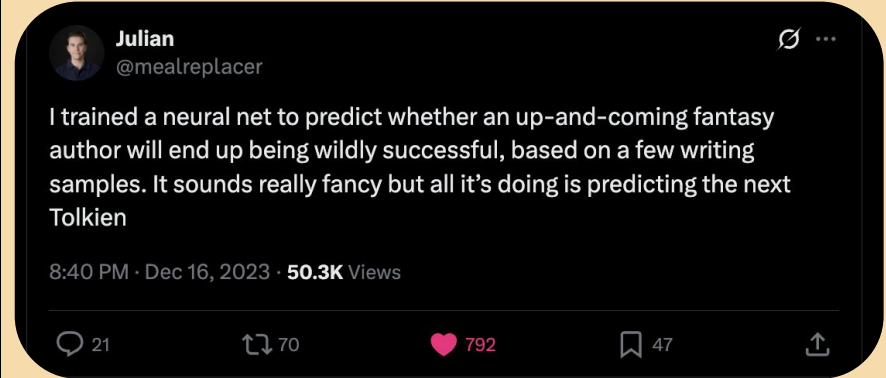 Julian
@mealreplacer
I trained a neural net to predict whether an up-and-coming fantasy
author will end up being wildly successful, based on a few writing
samples. It sounds really fancy but all it’s doing is predicting the next
Tolkien
8:40 PM · Dec 16, 2023 · 50.3K Views
21 70 792 47